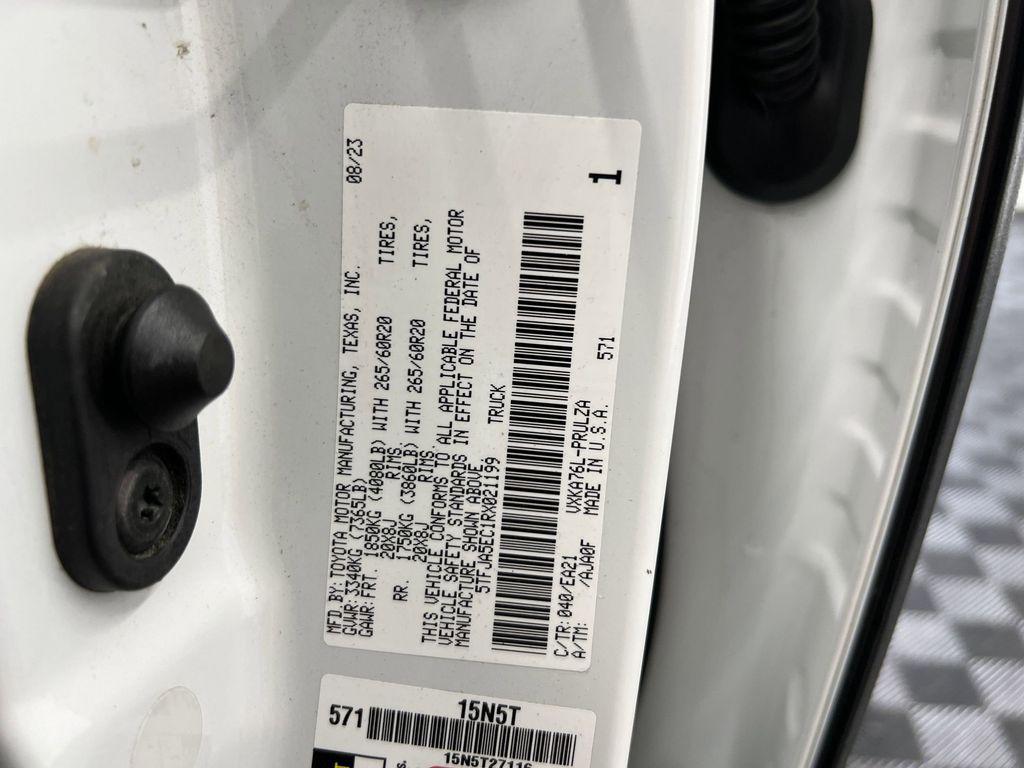 MFD.BY:TOYOTA MOTOR MANUFACTURING, TEXAS, INC. 08/23
GVWR:3340KG (7365LB)
GAWR:FRT. 1850KG (4080LB) WITH 265/60R20 TIRES,
20X8J RIMS,
RR. 1750KG (3860LB) WITH 265/60R20 TIRES,
20X8J RIMS.
THIS VEHICLE CONFORMS TO ALL APPLICABLE FEDERAL MOTOR
VEHICLE SAFETY STANDARDS IN EFFECT ON THE DATE OF
MANUFACTURE SHOWN ABOVE.
5TFJA5EC1RX021199 TRUCK
1
C/TR:040/EA21 VXKA76L-PRULZA
A/TM: /AJA0F MADE IN U.S.A. 571
15N5T
571
15N5T27116